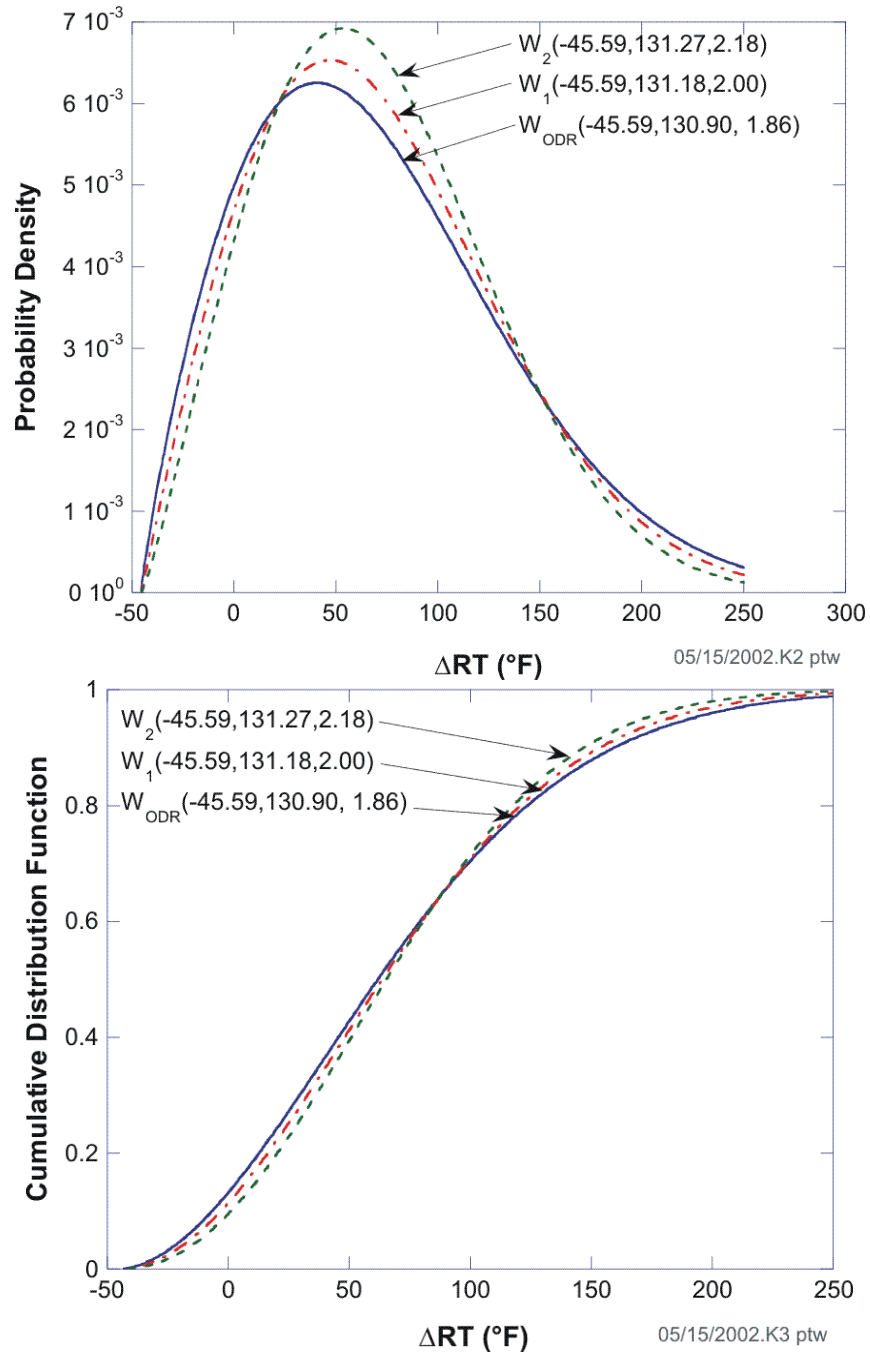 7 10-3
6 10-3
5 10-3
4 10-3
3 10-3
2 10-3
1 10-3
0 100
Probability Density
W2(-45.59,131.27,2.18)
W1(-45.59,131.18,2.00)
WODR(-45.59,130.90, 1.86)
-50 0 50 100 150 200 250 300
ΔRT (°F)
05/15/2002.K2 ptw
1
0.8
0.6
0.4
0.2
0
Cumulative Distribution Function
W2(-45.59,131.27,2.18)
W1(-45.59,131.18,2.00)
WODR(-45.59,130.90, 1.86)
-50 0 50 100 150 200 250
ΔRT (°F)
05/15/2002.K3 ptw